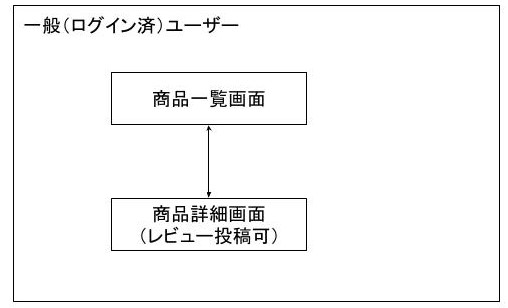 一般（ログイン済）ユーザー
商品一覧画面
商品詳細画面
（レビュー投稿可）